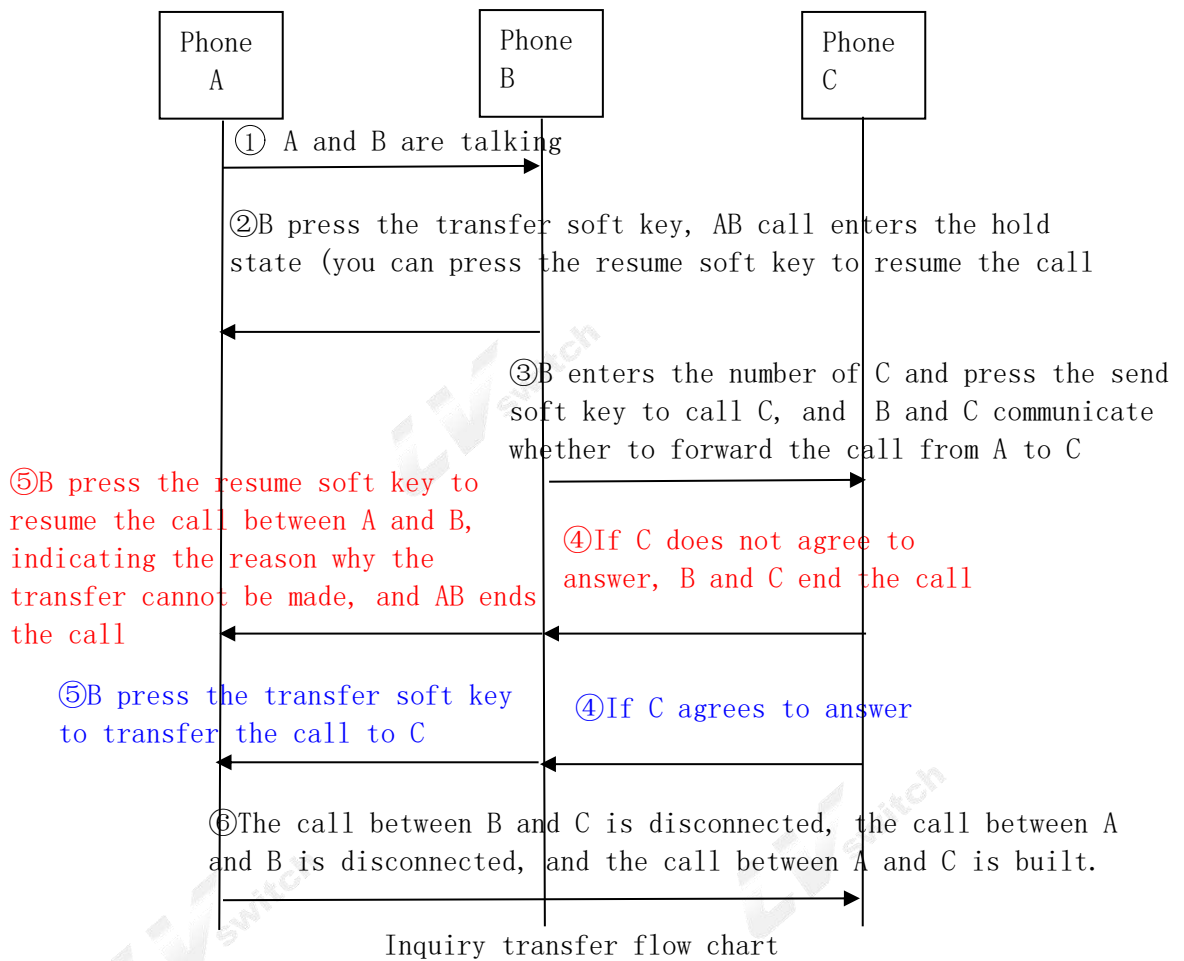 Phone
A
Phone
B
Phone
C
① A and B are talking
②B press the transfer soft key, AB call enters the hold
state (you can press the resume soft key to resume the call
③B enters the number of C and press the send
soft key to call C, and B and C communicate
whether to forward the call from A to C
⑤B press the resume soft key to
resume the call between A and B,
indicating the reason why the
transfer cannot be made, and AB ends
the call
④If C does not agree to
answer, B and C end the call
⑤B press the transfer soft key
to transfer the call to C
④If C agrees to answer
⑥The call between B and C is disconnected, the call between A
and B is disconnected, and the call between A and C is built.
Inquiry transfer flow chart
LV switch
LV switch
LV switch